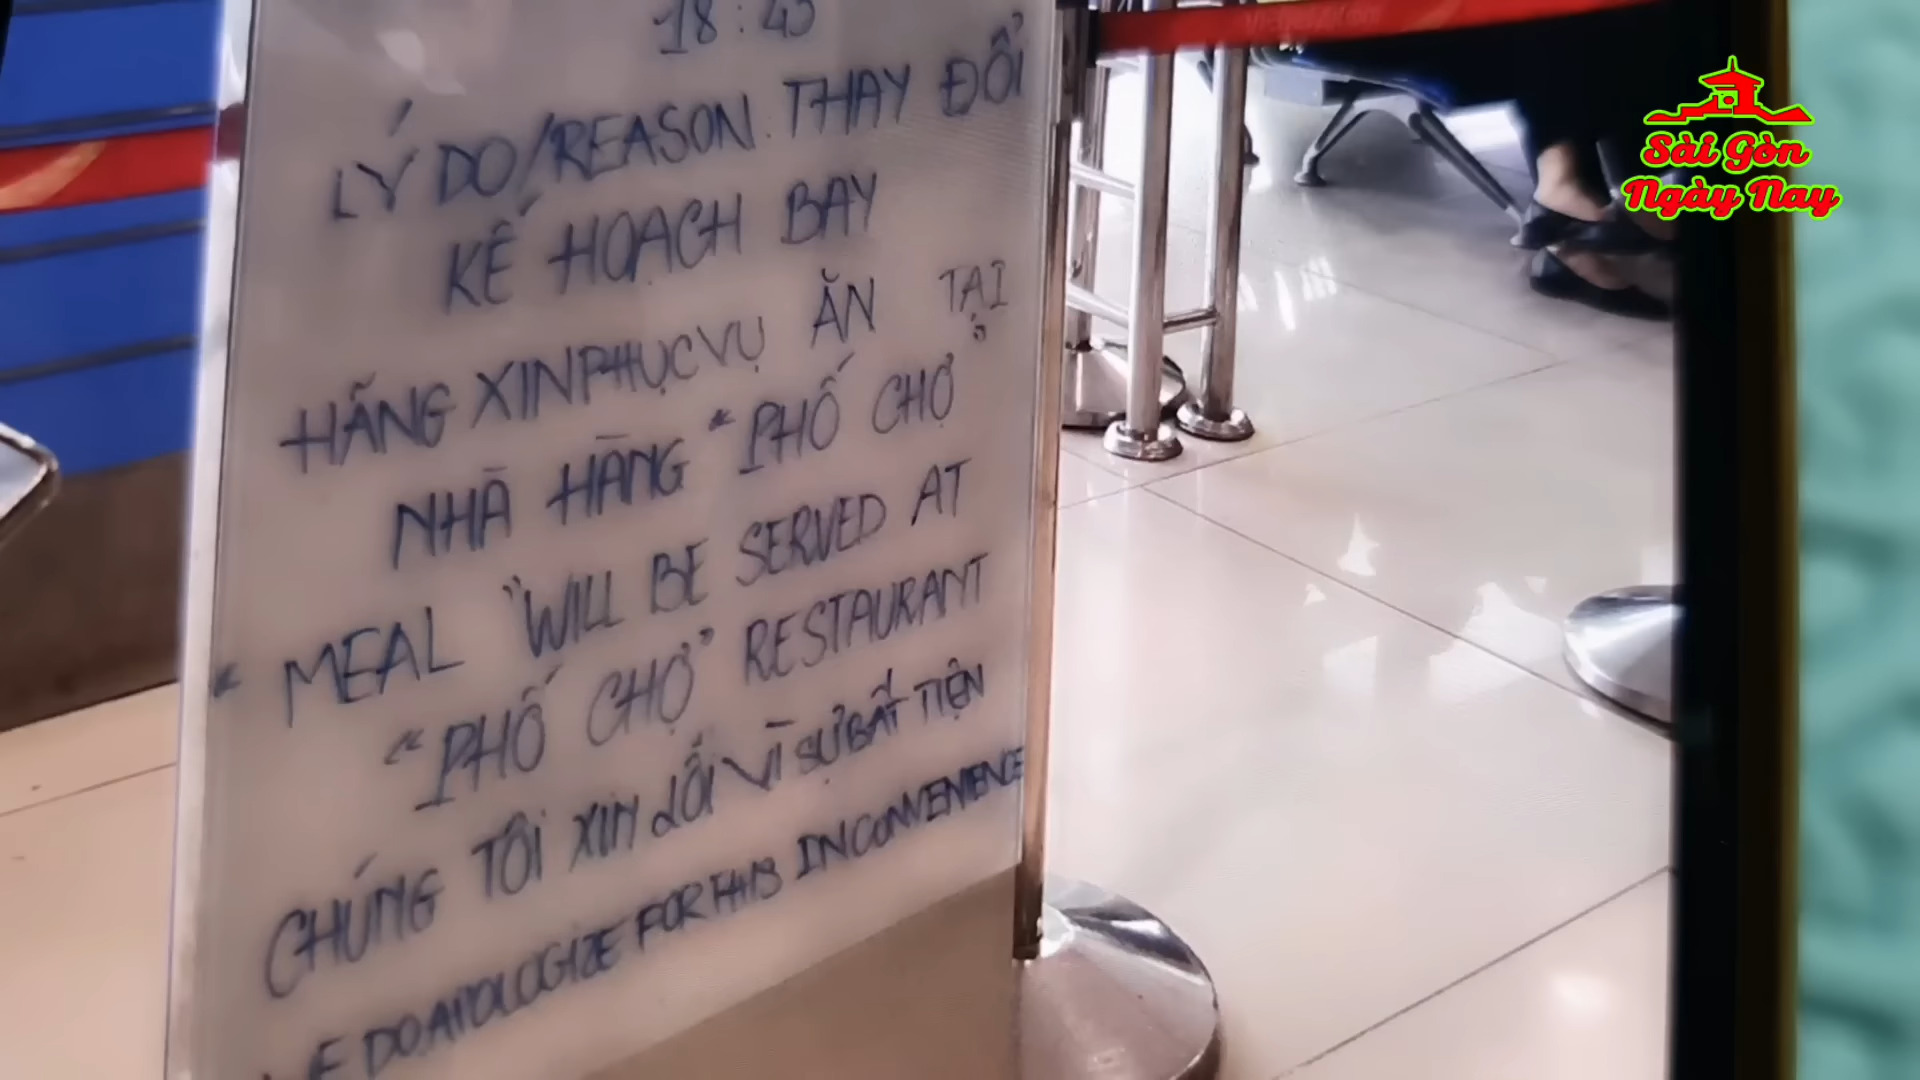 18:45
LÝ DO/REASON: THAY ĐỔI
KẾ HOẠCH BAY
HÃNG XIN PHỤC VỤ ĂN TẠI
NHÀ HÀNG "PHỐ CHỢ"
"MEAL "WILL BE SERVED AT
"PHỐ CHỢ" RESTAURANT
CHÚNG TÔI XIN LỖI VÌ SỰ BẤT TIỆN
DO APOLOGIZE FOR THIS INCONVENIENCE
Sài Gòn
Ngày Nay